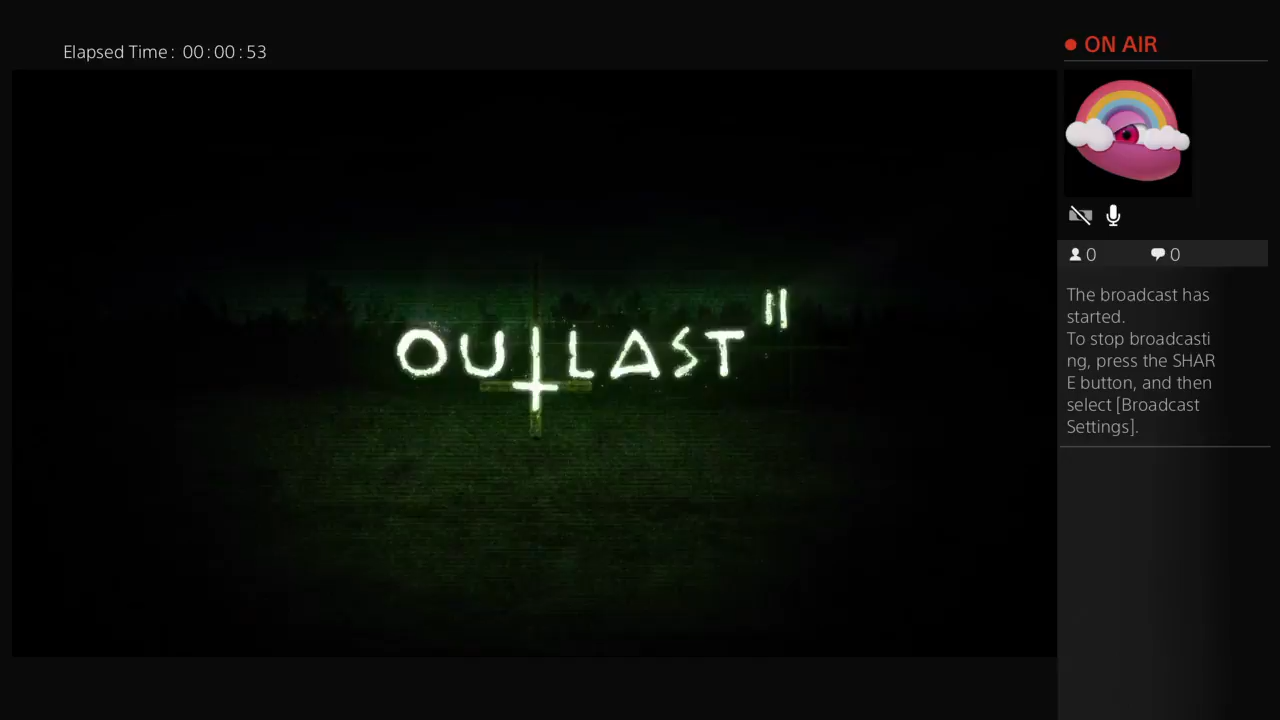 Elapsed Time: 00:00:53
ON AIR
OUTLAST II
0 0
The broadcast has
started.
To stop broadcasti
ng, press the SHAR
E button, and then
select [Broadcast
Settings].